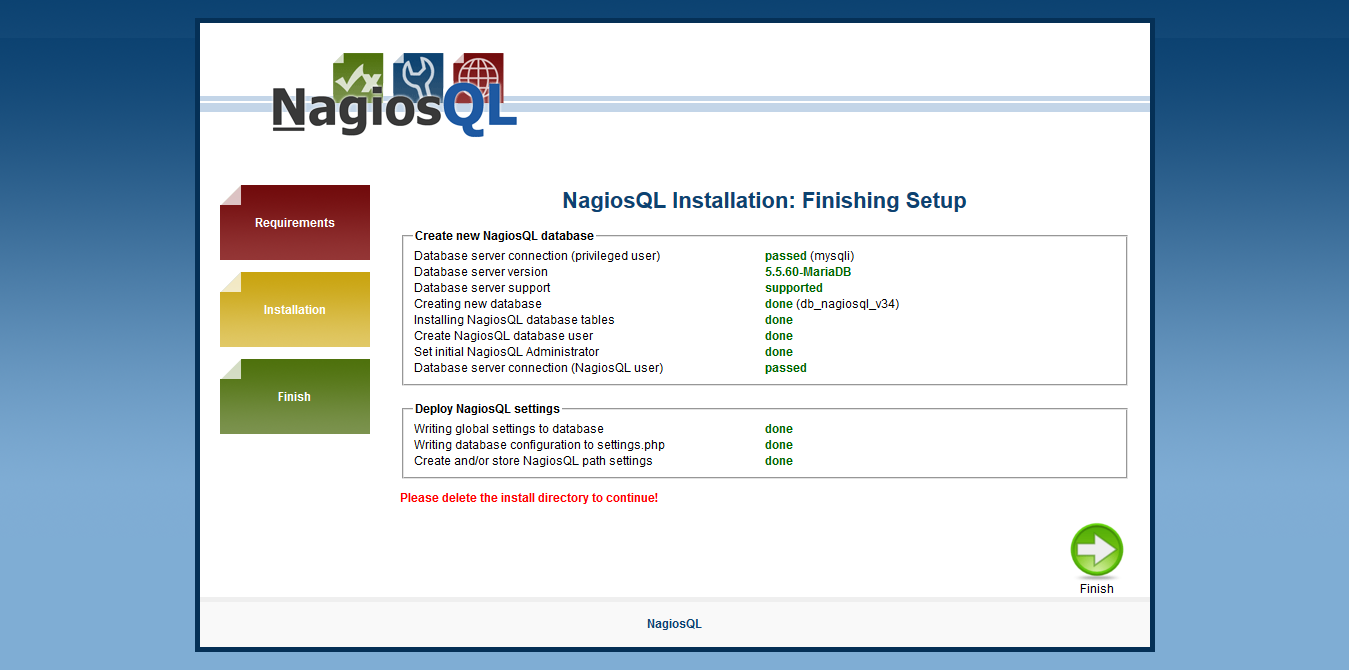 NagiosQL
Requirements
Installation
Finish
NagiosQL Installation: Finishing Setup
Create new NagiosQL database
Database server connection (privileged user) passed (mysqli)
Database server version 5.5.60-MariaDB
Database server support supported
Creating new database done (db_nagiosql_v34)
Installing NagiosQL database tables done
Create NagiosQL database user done
Set initial NagiosQL Administrator done
Database server connection (NagiosQL user) passed
Deploy NagiosQL settings
Writing global settings to database done
Writing database configuration to settings.php done
Create and/or store NagiosQL path settings done
Please delete the install directory to continue!
Finish
NagiosQL